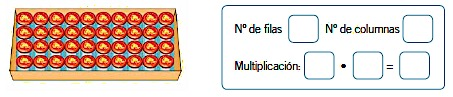 Nº de filas Nº de columnas
Multiplicación: • =